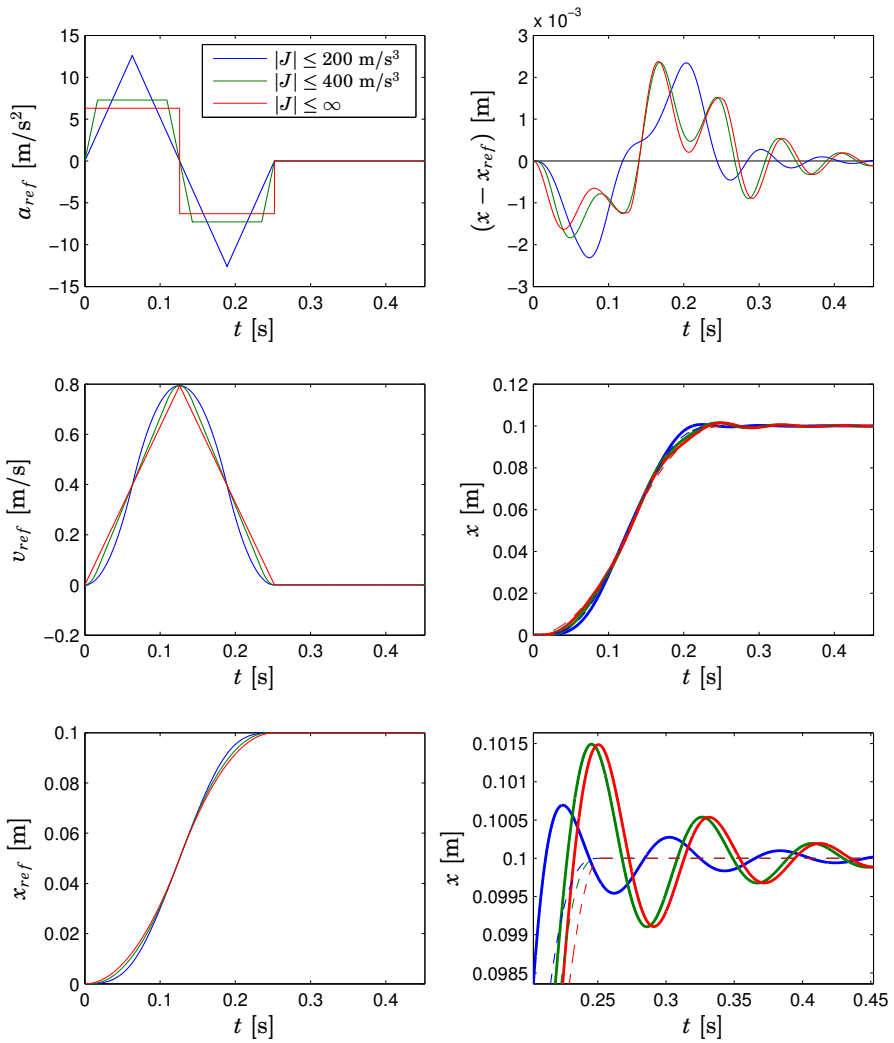 15
10
5
0
−5
−10
−15
0 0.1 0.2 0.3 0.4
t [s]
a_ref [m/s²]
|J| ≤ 200 m/s³
|J| ≤ 400 m/s³
|J| ≤ ∞
x 10⁻³
3
2
1
0
−1
−2
−3
0 0.1 0.2 0.3 0.4
t [s]
(x − x_ref) [m]
0.8
0.6
0.4
0.2
0
−0.2
0 0.1 0.2 0.3 0.4
t [s]
v_ref [m/s]
0.12
0.1
0.08
0.06
0.04
0.02
0
0 0.1 0.2 0.3 0.4
t [s]
x [m]
0.1
0.08
0.06
0.04
0.02
0
0 0.1 0.2 0.3 0.4
t [s]
x_ref [m]
0.1015
0.101
0.1005
0.1
0.0995
0.099
0.0985
0.25 0.3 0.35 0.4 0.45
t [s]
x [m]